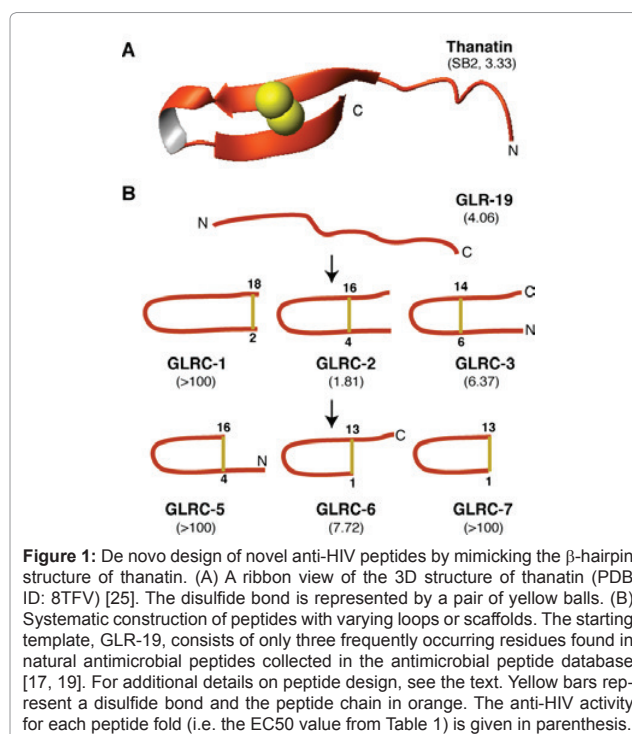 A
Thanatin
(SB2, 3.33)
C
N
B
GLR-19
(4.06)
N
C
18
16
14
C
N
2
4
6
GLRC-1
GLRC-2
GLRC-3
(>100)
(1.81)
(6.37)
16
13
C
13
N
4
1
1
GLRC-5
GLRC-6
GLRC-7
(>100)
(7.72)
(>100)
Figure 1: De novo design of novel anti-HIV peptides by mimicking the β-hairpin
structure of thanatin. (A) A ribbon view of the 3D structure of thanatin (PDB
ID: 8TFV) [25]. The disulfide bond is represented by a pair of yellow balls. (B)
Systematic construction of peptides with varying loops or scaffolds. The starting
template, GLR-19, consists of only three frequently occurring residues found in
natural antimicrobial peptides collected in the antimicrobial peptide database
[17, 19]. For additional details on peptide design, see the text. Yellow bars rep-
resent a disulfide bond and the peptide chain in orange. The anti-HIV activity
for each peptide fold (i.e. the EC50 value from Table 1) is given in parenthesis.